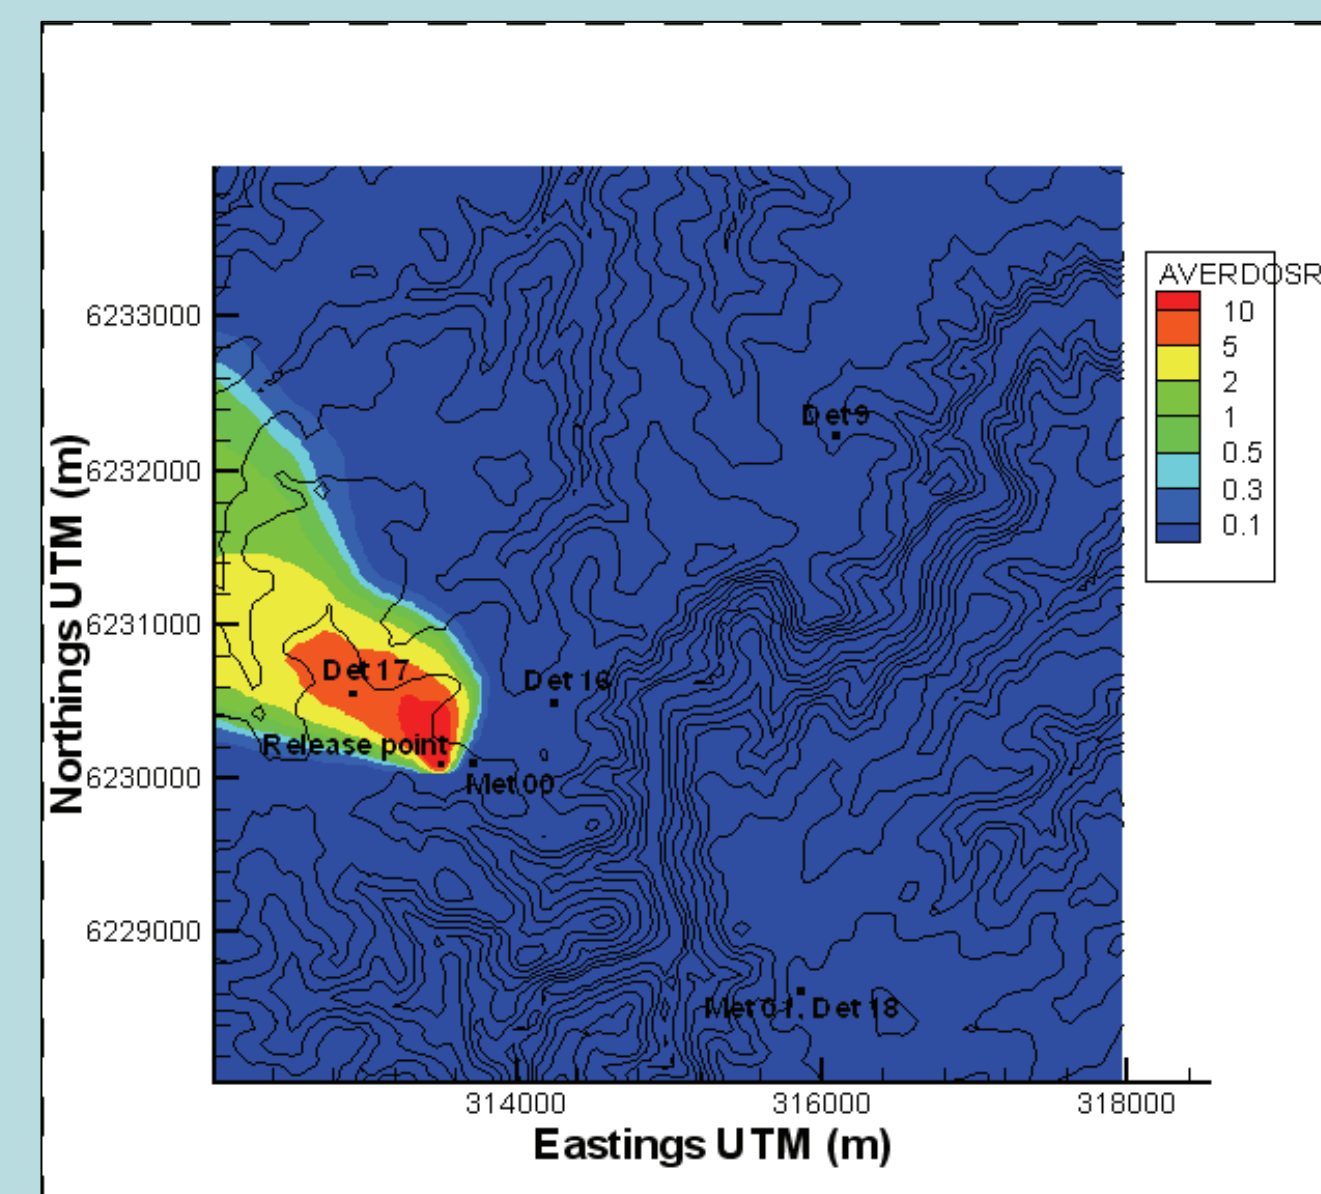 AVERDOSR
10
5
2
1
0.5
0.3
0.1
6233000
6232000
6231000
6230000
6229000
Northings UTM (m)
Det 9
Det 17
Det 16
Release point
Met 00
Met 01, Det 18
314000
316000
318000
Eastings UTM (m)